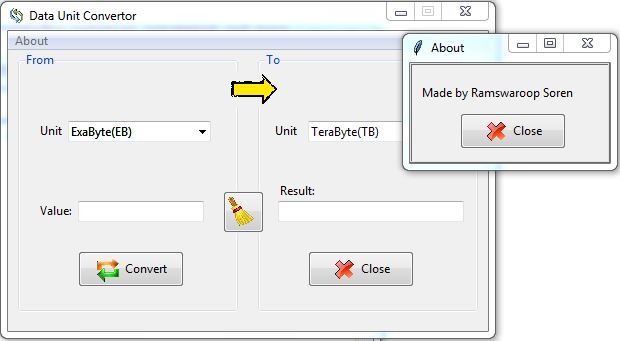 Data Unit Convertor
About
From
To
Unit
ExaByte(EB)
Unit
TeraByte(TB)
Value:
Result:
Convert
Close
About
Made by Ramswaroop Soren
Close